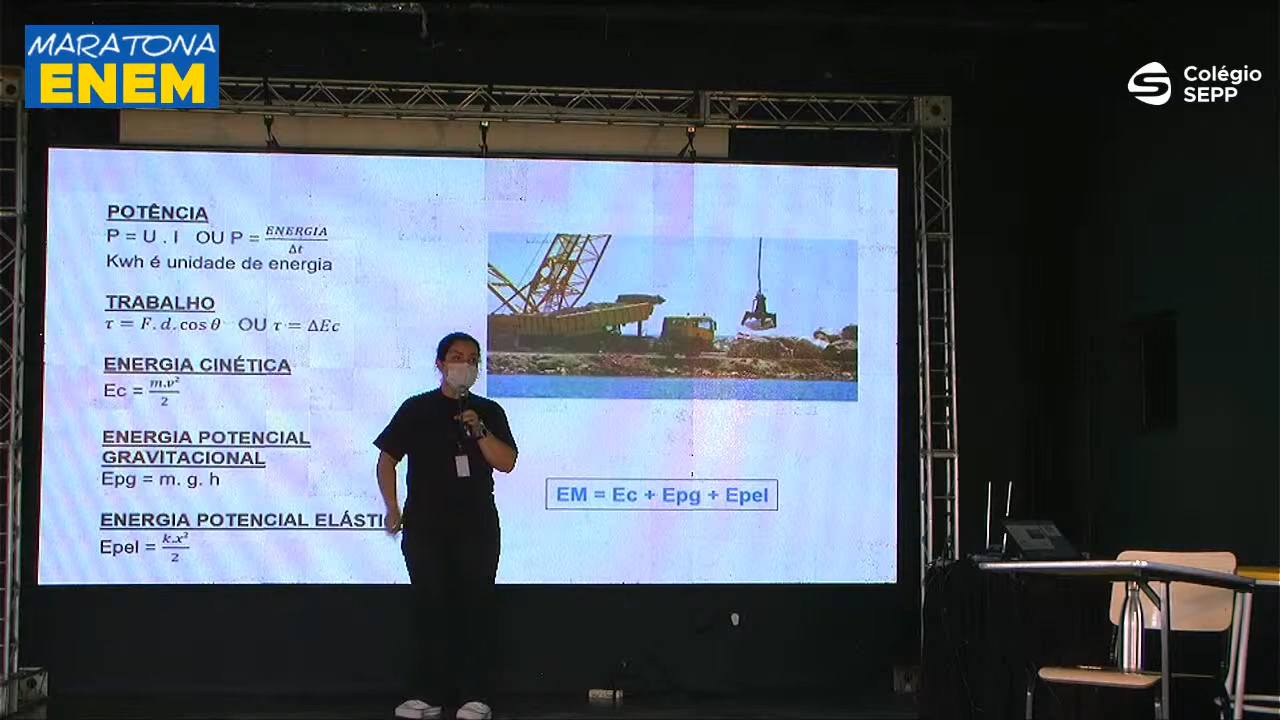 MARATONA
ENEM
Colégio
SEPP
POTÊNCIA
P = U . I OU P = ENERGIA / Δt
Kwh é unidade de energia
TRABALHO
τ = F. d. cos θ OU τ = ΔEc
ENERGIA CINÉTICA
Ec = m.v² / 2
ENERGIA POTENCIAL
GRAVITACIONAL
Epg = m. g. h
ENERGIA POTENCIAL
Epel = k.x² / 2
EM = Ec + Epg + Epel